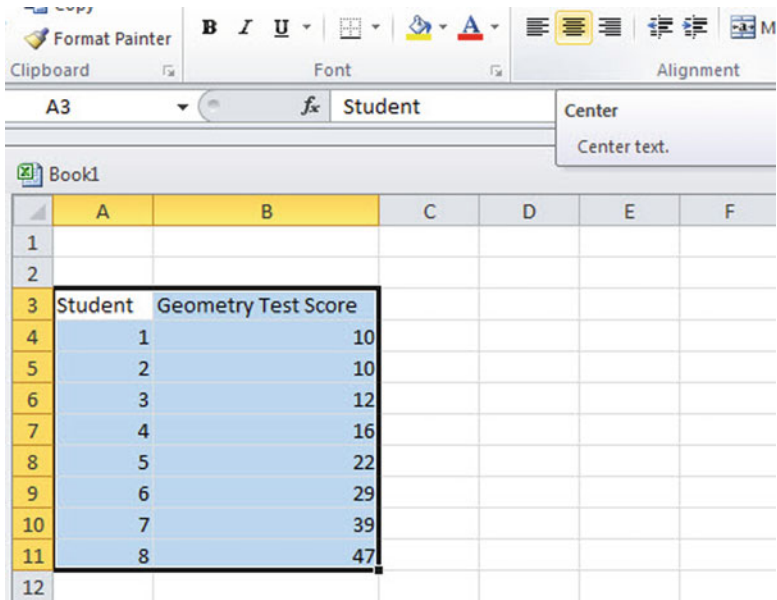 Copy
Format Painter B I U A M
Clipboard Font Alignment
A3 fx Student
Center
Center text.
Book1
A B C D E F
1
2
3 Student Geometry Test Score
4 1 10
5 2 10
6 3 12
7 4 16
8 5 22
9 6 29
10 7 39
11 8 47
12